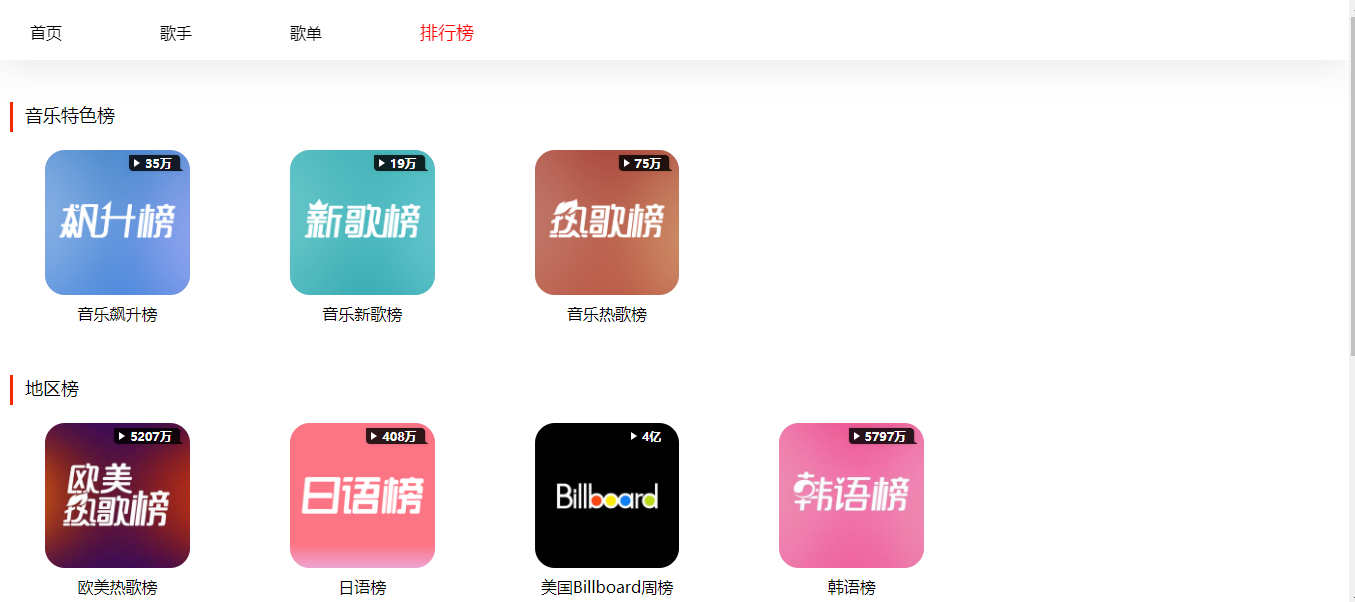 首页 歌手 歌单 排行榜
音乐特色榜
35万 19万 75万
飙升榜 新歌榜 热歌榜
音乐飙升榜 音乐新歌榜 音乐热歌榜
地区榜
5207万 408万 4亿 5797万
欧美
热歌榜 日语榜 Billboard 韩语榜
欧美热歌榜 日语榜 美国Billboard周榜 韩语榜